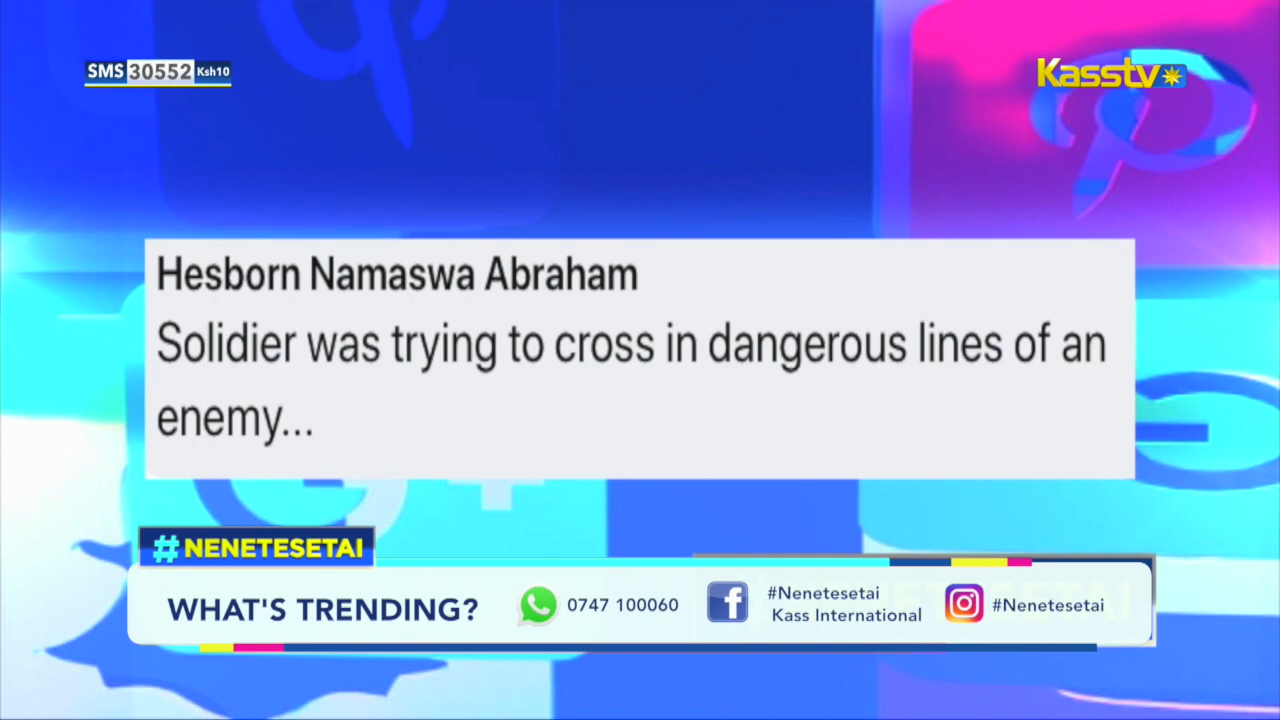 SMS 30552 Ksh10
Kasstv
Hesborn Namaswa Abraham
Solidier was trying to cross in dangerous lines of an
enemy...
#NENETESETAI
WHAT'S TRENDING?
0747 100060
#Nenetesetai
Kass International
#Nenetesetai